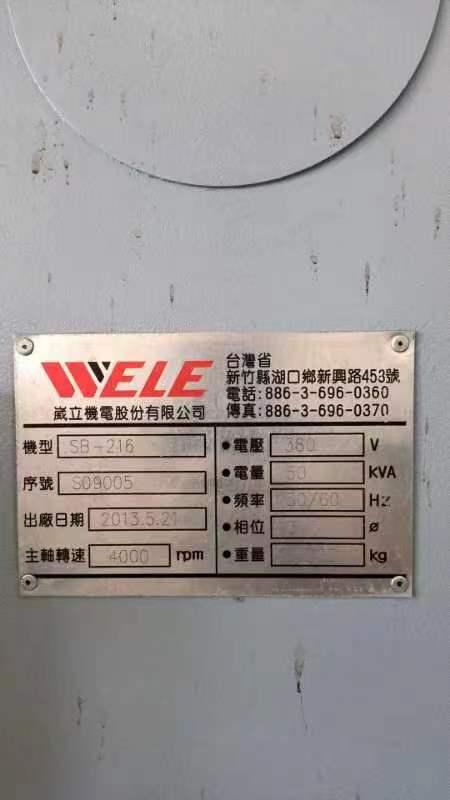 WELE
崴立機電股份有限公司
台灣省
新竹縣湖口鄉新興路453號
電話:886-3-696-0360
傳真:886-3-696-0370
機型 SB-216
序號 S09005
出廠日期 2013.5.21
主軸轉速 4000 rpm
•電壓 380 V
•電量 50 KVA
•頻率 50/60 Hz
•相位 3 ø
•重量 kg